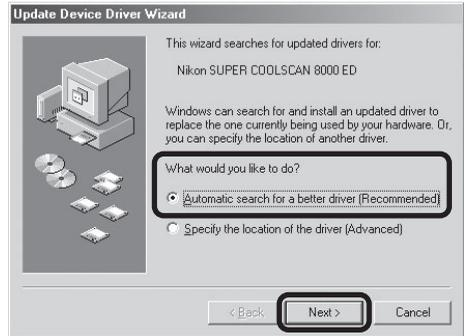 Update Device Driver Wizard
This wizard searches for updated drivers for:
Nikon SUPER COOLSCAN 8000 ED
Windows can search for and install an updated driver to
replace the one currently being used by your hardware. Or,
you can specify the location of another driver.
What would you like to do?
Automatic search for a better driver (Recommended)
Specify the location of the driver (Advanced)
< Back
Next >
Cancel